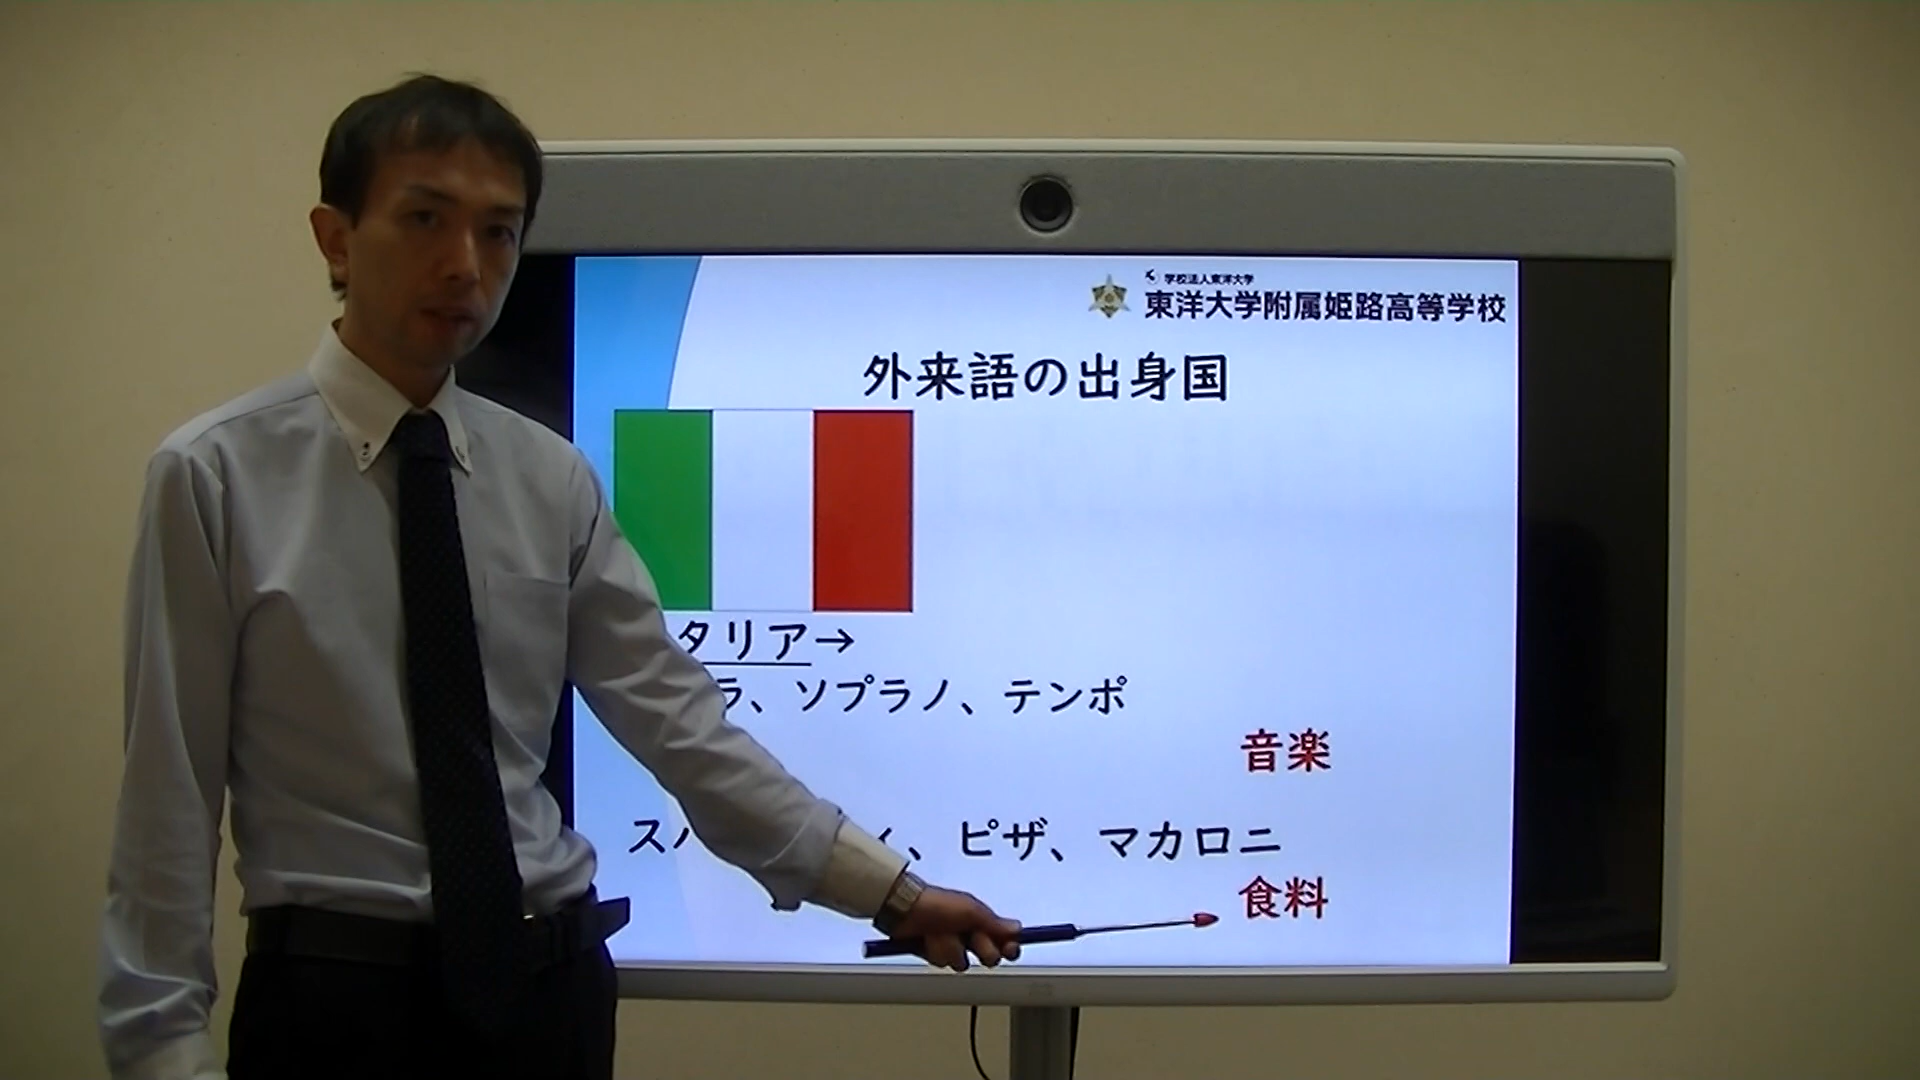 学校法人東洋大学
東洋大学附属姫路高等学校
外来語の出身国
タリア→
ラ、ソプラノ、テンポ
音楽
スパ ィ、ピザ、マカロニ
食料